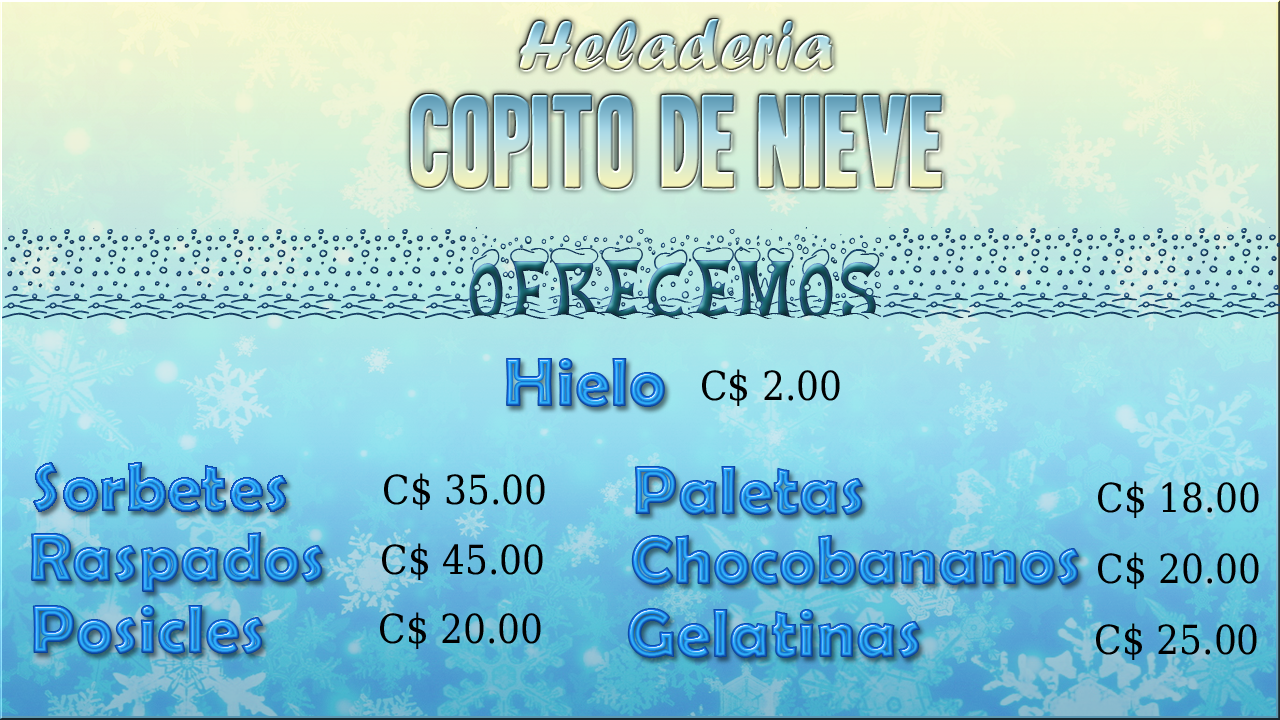 Heladeria
COPITO DE NIEVE
OFRECEMOS
Hielo C$ 2.00
Sorbetes C$ 35.00
Raspados C$ 45.00
Posicles C$ 20.00
Paletas C$ 18.00
Chocobananos C$ 20.00
Gelatinas C$ 25.00